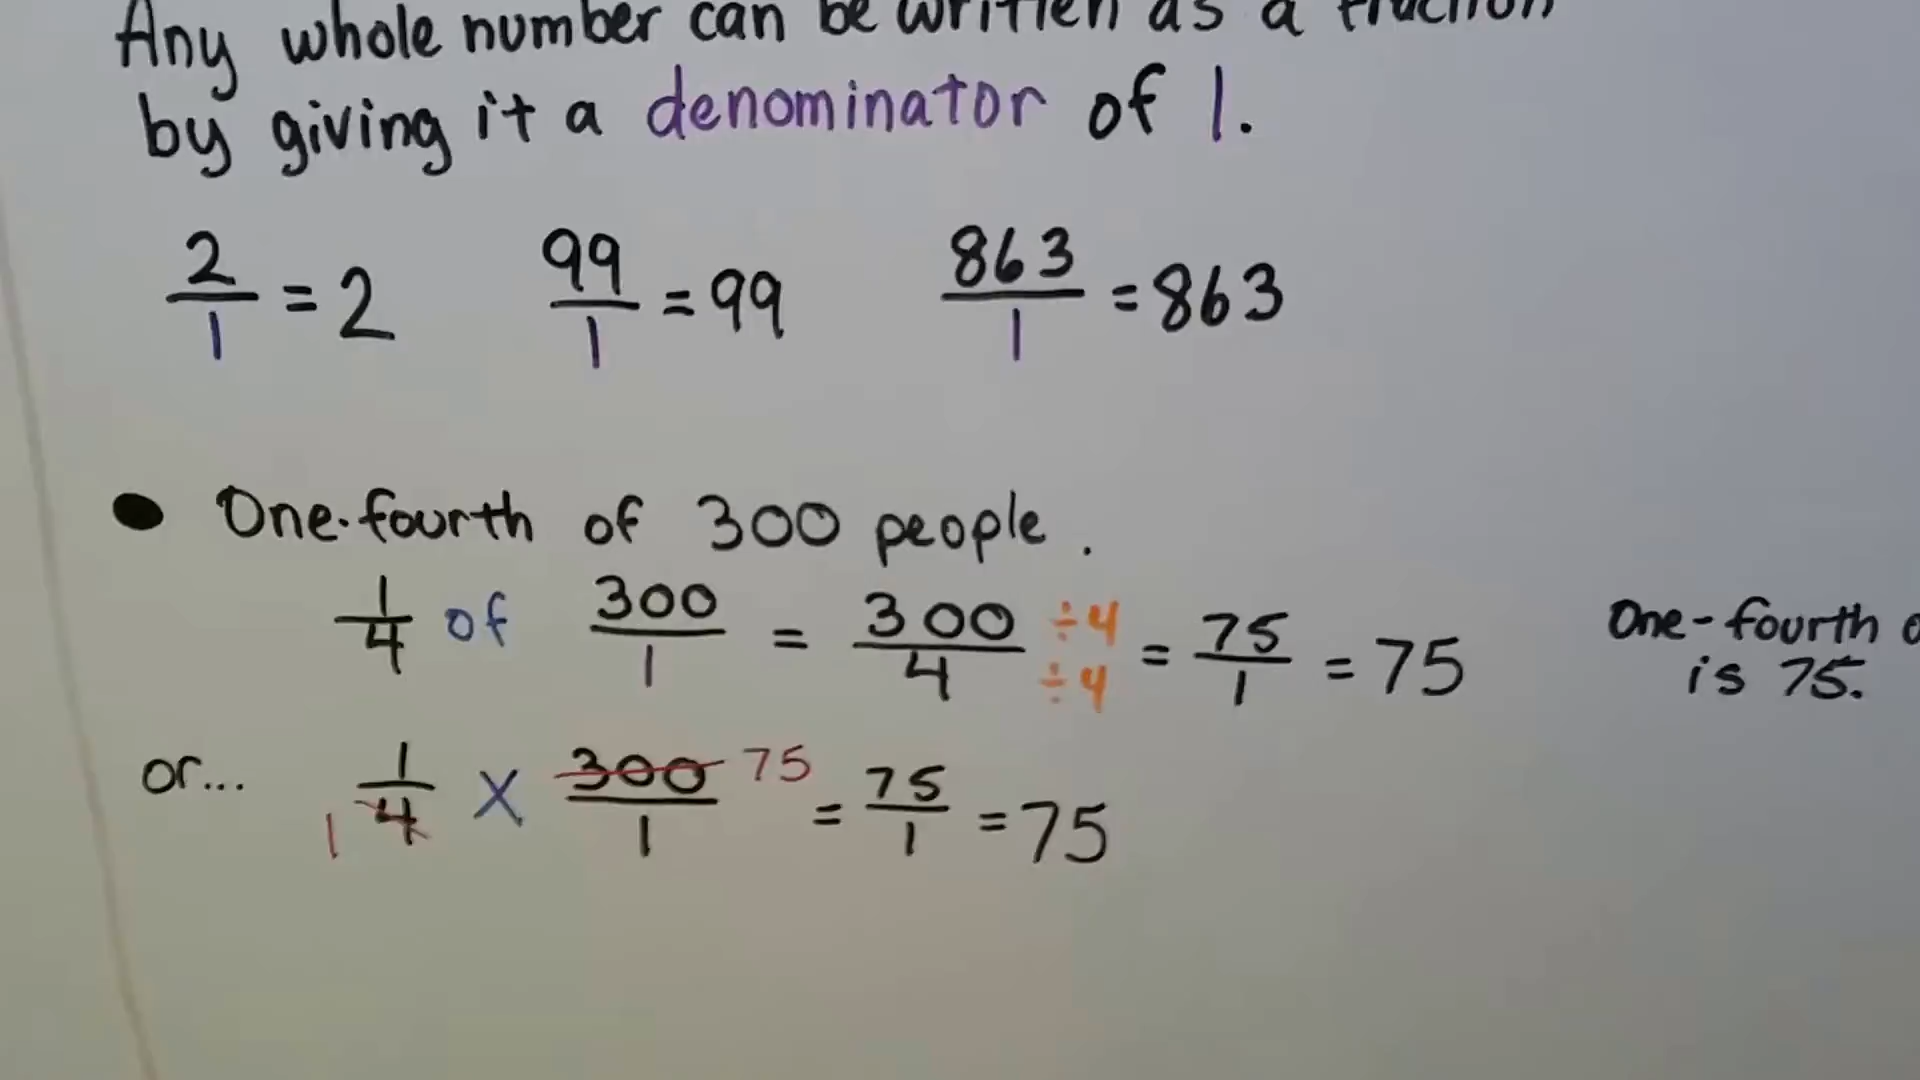 Any whole number can be written as a fraction
by giving it a denominator of 1.
2/1 = 2 99/1 = 99 863/1 = 863
● One-fourth of 300 people.
1/4 of 300/1 = 300/4 ÷4/÷4 = 75/1 = 75
One-fourth o
is 75.
or... 1/4 1 X 300/1 75 = 75/1 = 75